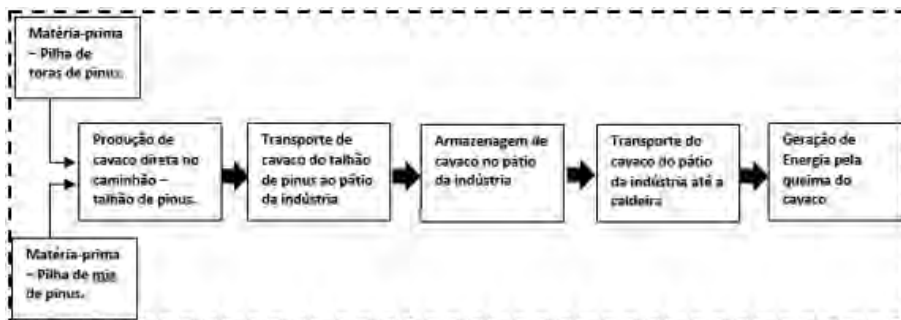 Matéria-prima
– Pilha de
toras de pinus.
Produção de
cavaco direta no
caminhão –
talhão de pinus.
Transporte de
cavaco do talhão
de pinus ao pátio
da indústria
Armazenagem de
cavaco no pátio
da indústria
Transporte do
cavaco do pátio
da indústria até a
caldeira
Geração de
Energia pela
queima do
cavaco
Matéria-prima
– Pilha de mix
de pinus.